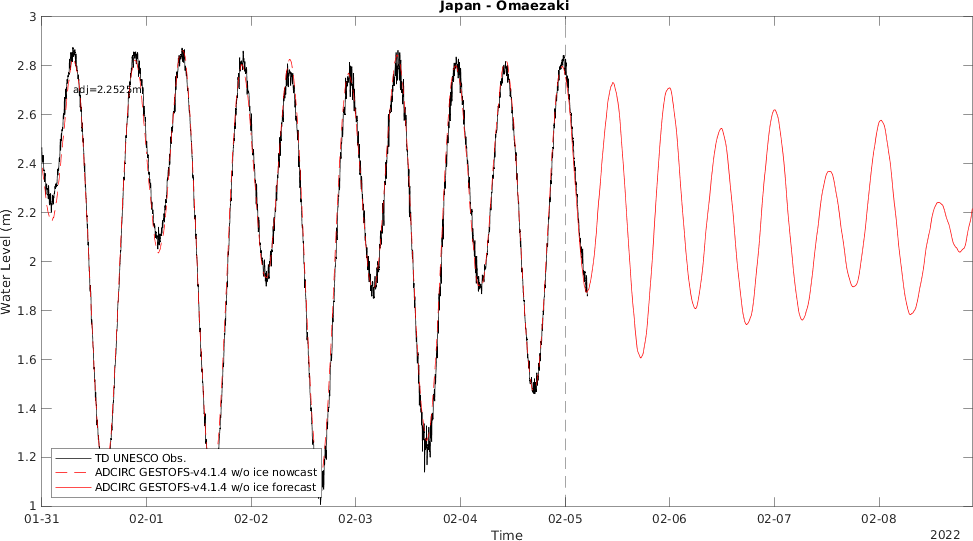 Japan - Omaezaki
3
2.8
adj=2.2525m
2.6
2.4
2.2
2
1.8
1.6
1.4
1.2
1
Water Level (m)
TD UNESCO Obs.
ADCIRC GESTOFS-v4.1.4 w/o ice nowcast
ADCIRC GESTOFS-v4.1.4 w/o ice forecast
01-31 02-01 02-02 02-03 02-04 02-05 02-06 02-07 02-08
Time
2022